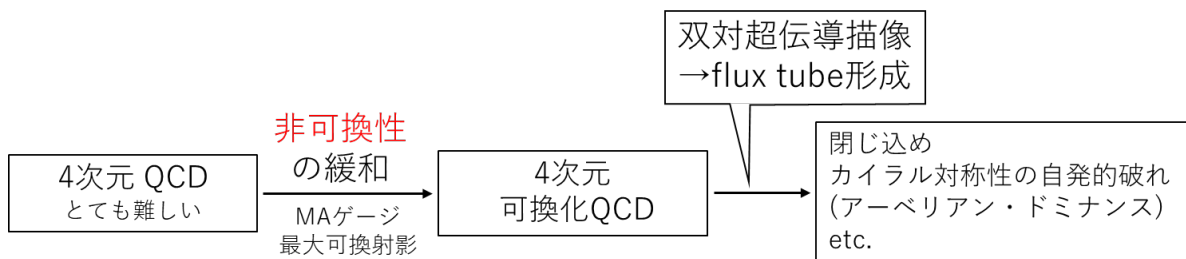 双対超伝導描像
→flux tube形成
非可換性
の緩和
4次元 QCD
とても難しい
MAゲージ
最大可換射影
4次元
可換化QCD
閉じ込め
カイラル対称性の自発的破れ
(アーベリアン・ドミナンス)
etc.